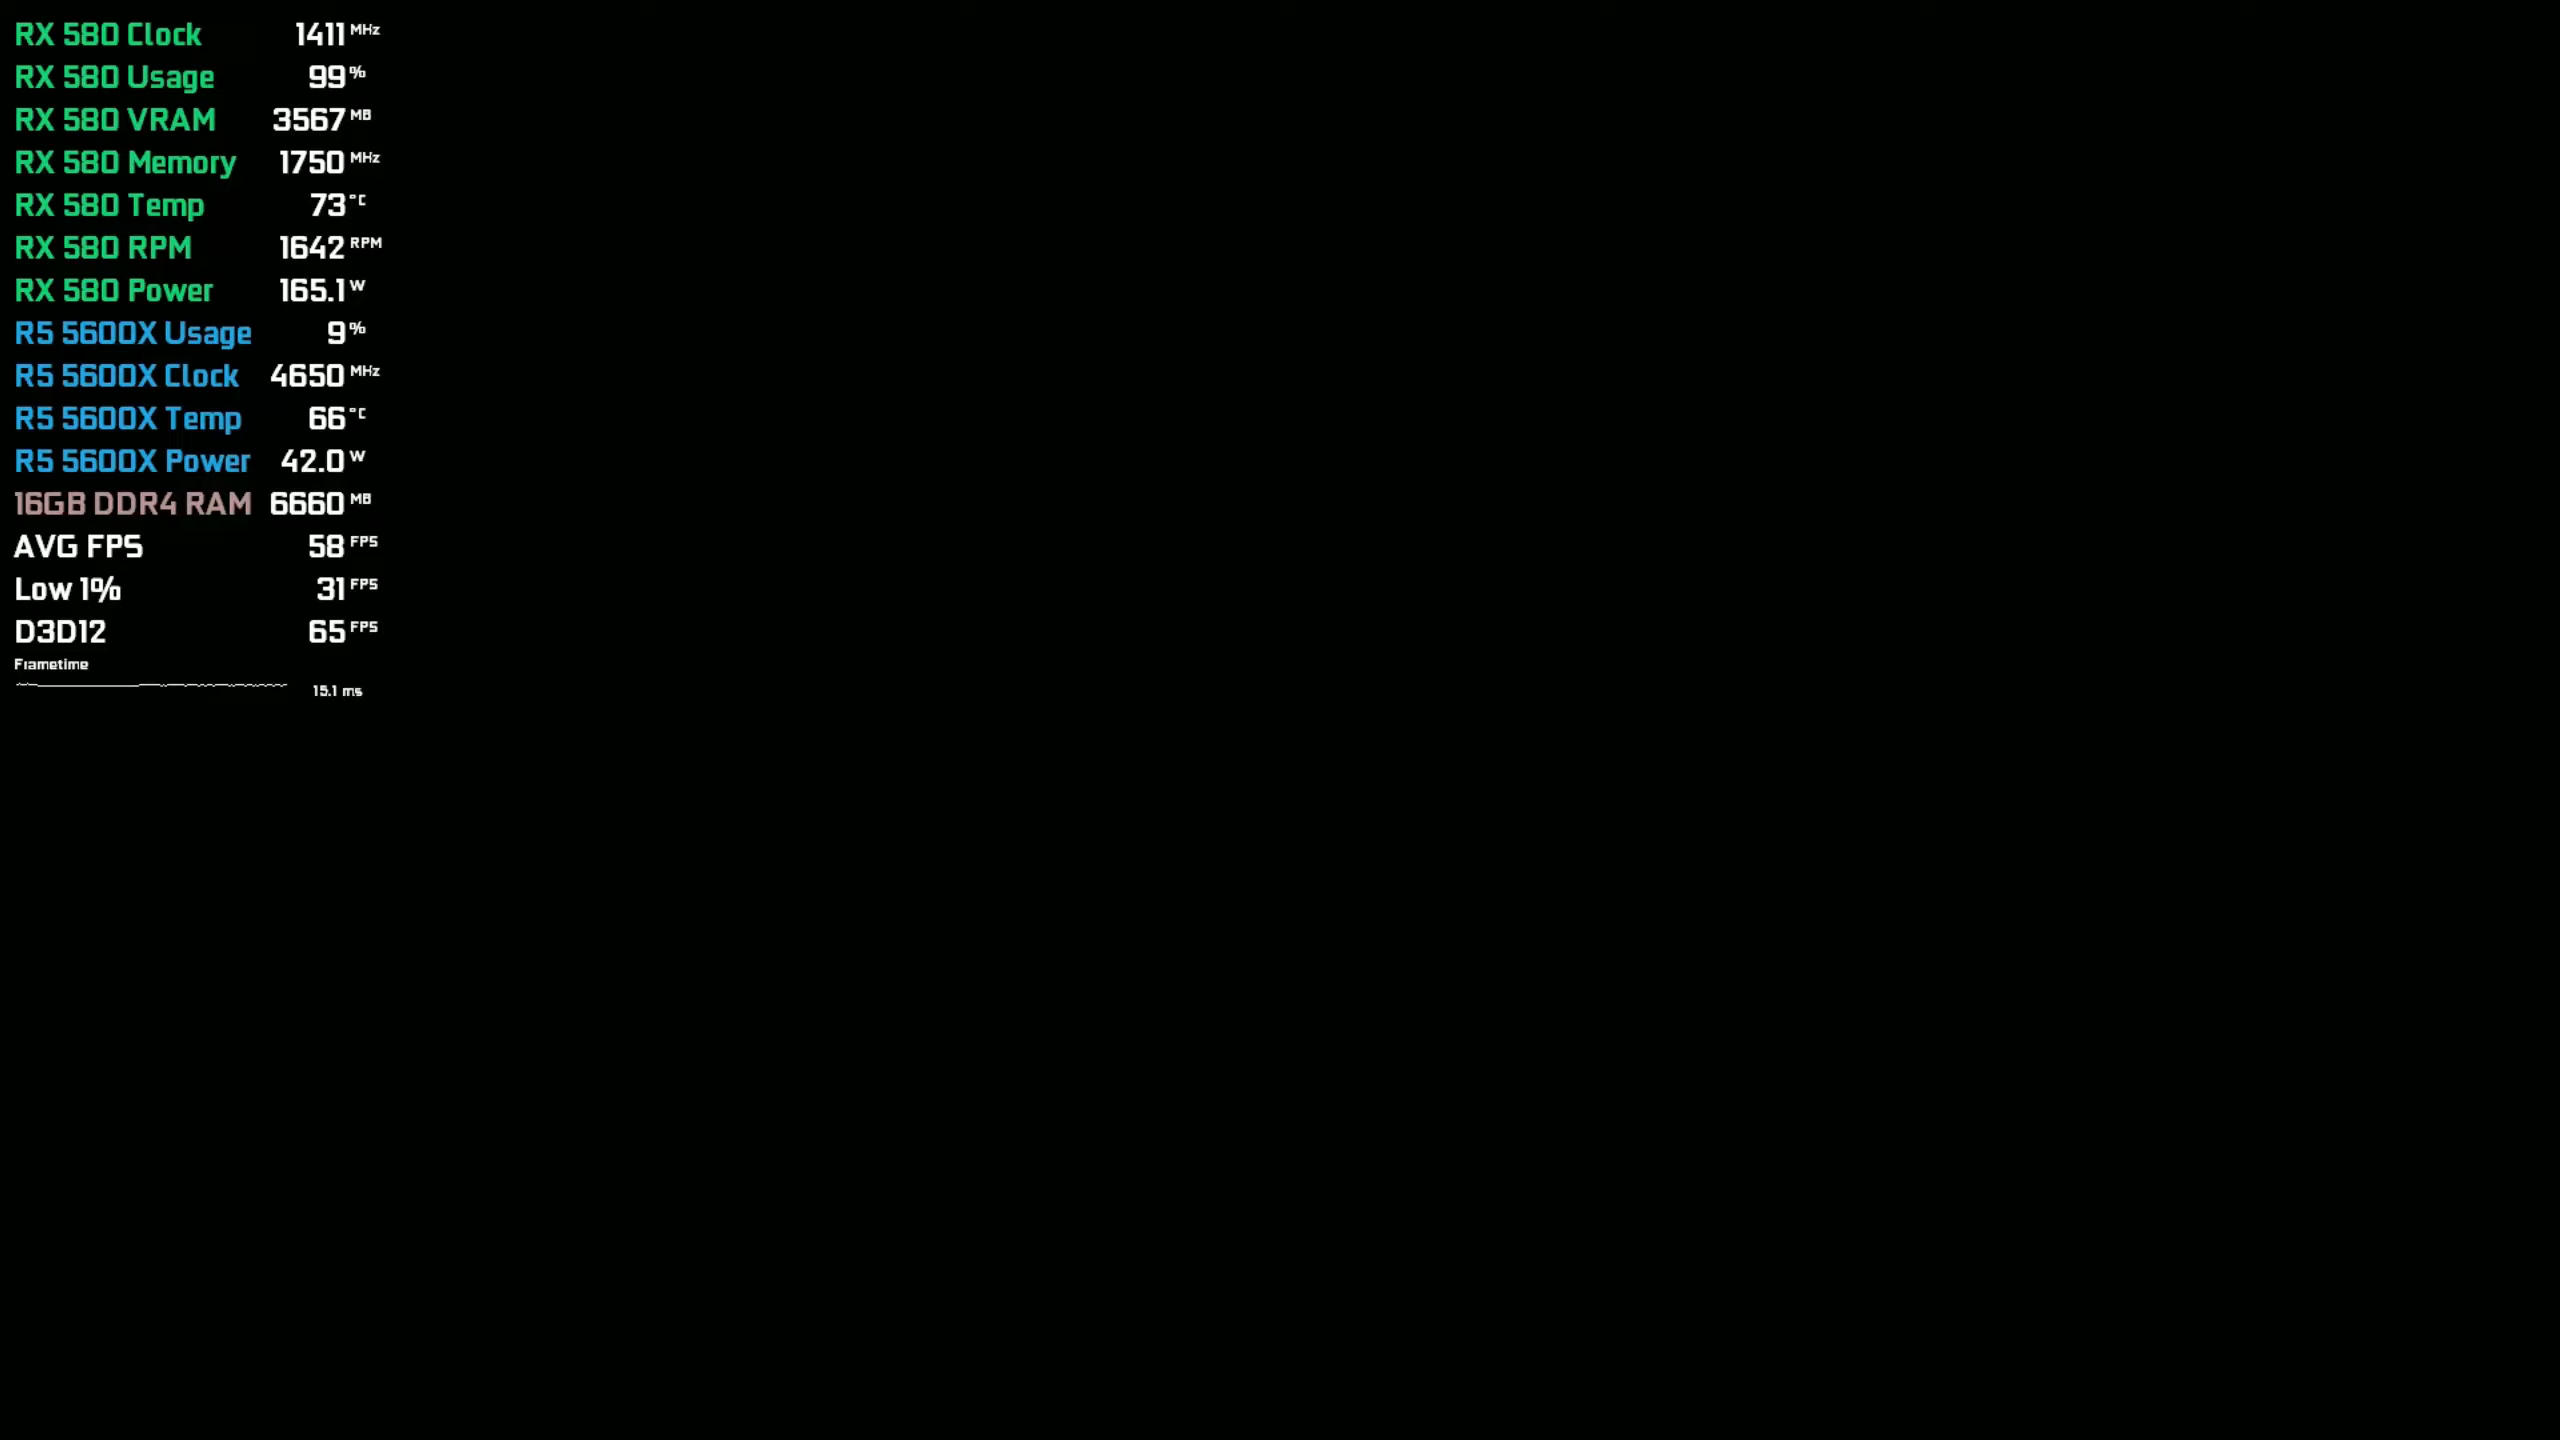 RX 580 Clock 1411 MHz
RX 580 Usage 99 %
RX 580 VRAM 3567 MB
RX 580 Memory 1750 MHz
RX 580 Temp 73 °C
RX 580 RPM 1642 RPM
RX 580 Power 165.1 W
R5 5600X Usage 9 %
R5 5600X Clock 4650 MHz
R5 5600X Temp 66 °C
R5 5600X Power 42.0 W
16GB DDR4 RAM 6660 MB
AVG FPS 58 FPS
Low 1% 31 FPS
D3D12 65 FPS
Frametime
15.1 ms